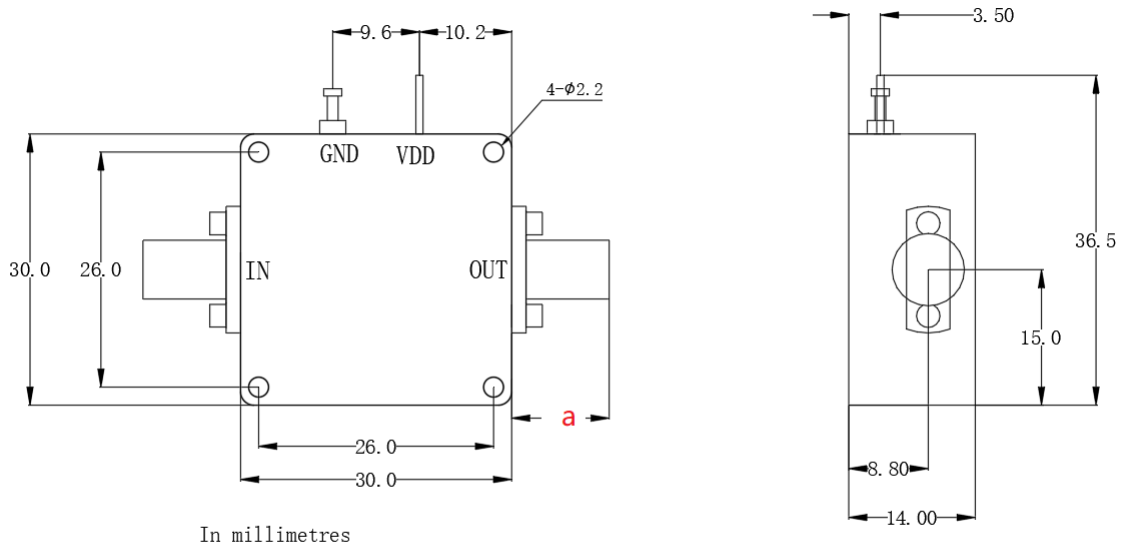 9.6
10.2
3.50
4-ϕ2.2
GND
VDD
30.0
26.0
IN
OUT
36.5
15.0
a
26.0
8.80
30.0
14.00
In millimetres